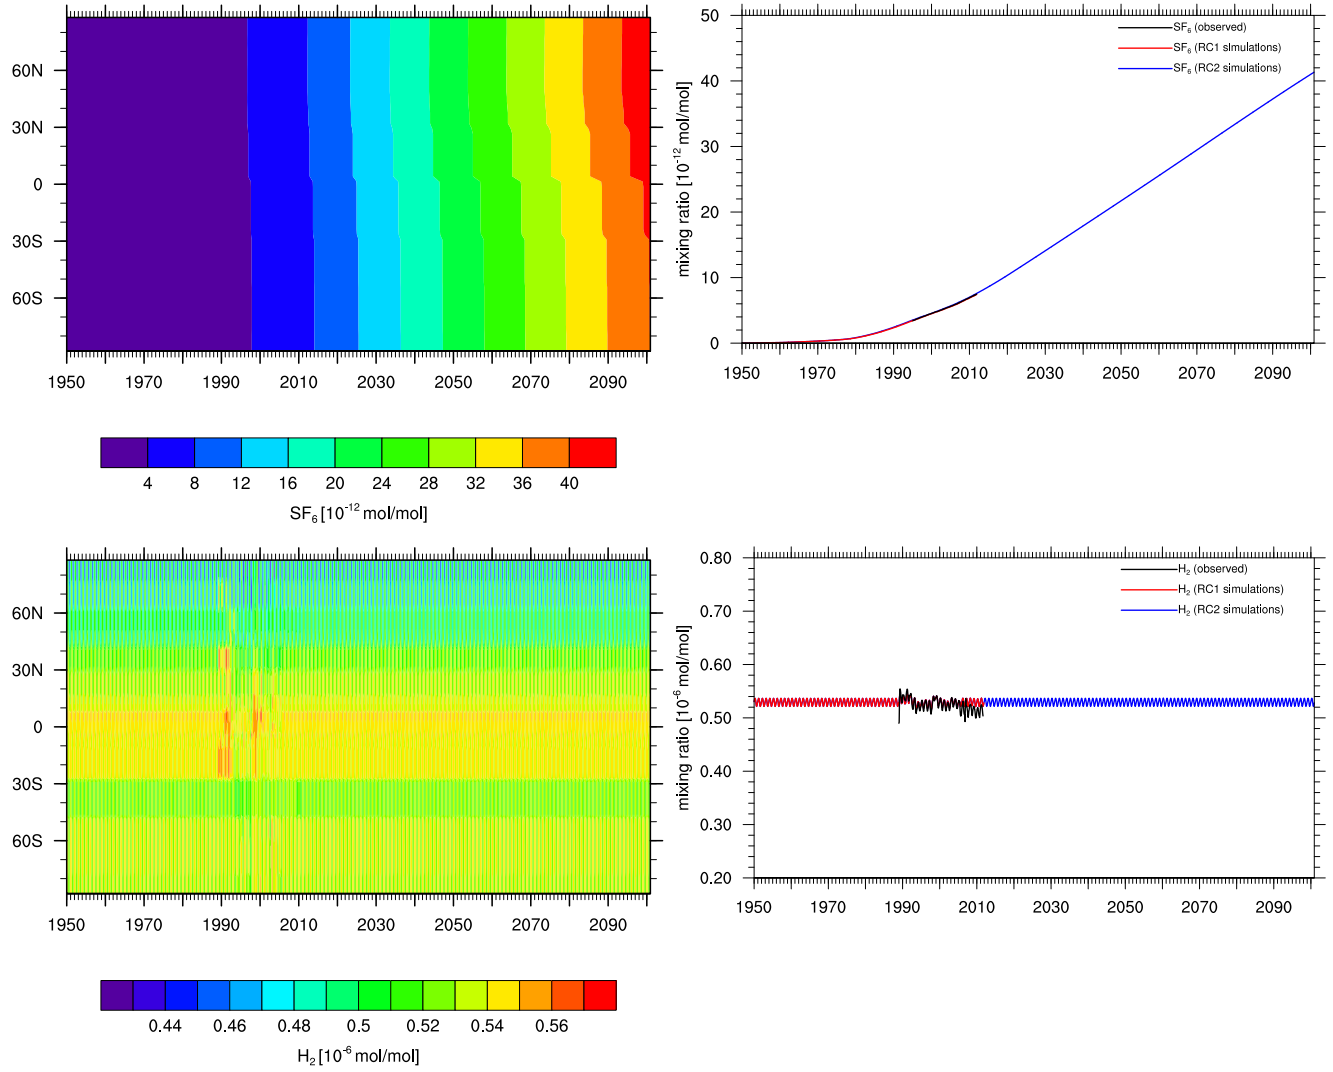 60N
30N
0
30S
60S
1950 1970 1990 2010 2030 2050 2070 2090
4 8 12 16 20 24 28 32 36 40
SF6 [10-12 mol/mol]
50
40
30
20
10
0
mixing ratio [10-12 mol/mol]
SF6 (observed)
SF6 (RC1 simulations)
SF6 (RC2 simulations)
1950 1970 1990 2010 2030 2050 2070 2090
60N
30N
0
30S
60S
1950 1970 1990 2010 2030 2050 2070 2090
0.44 0.46 0.48 0.5 0.52 0.54 0.56
H2 [10-6 mol/mol]
0.80
0.70
0.60
0.50
0.40
0.30
0.20
mixing ratio [10-6 mol/mol]
H2 (observed)
H2 (RC1 simulations)
H2 (RC2 simulations)
1950 1970 1990 2010 2030 2050 2070 2090